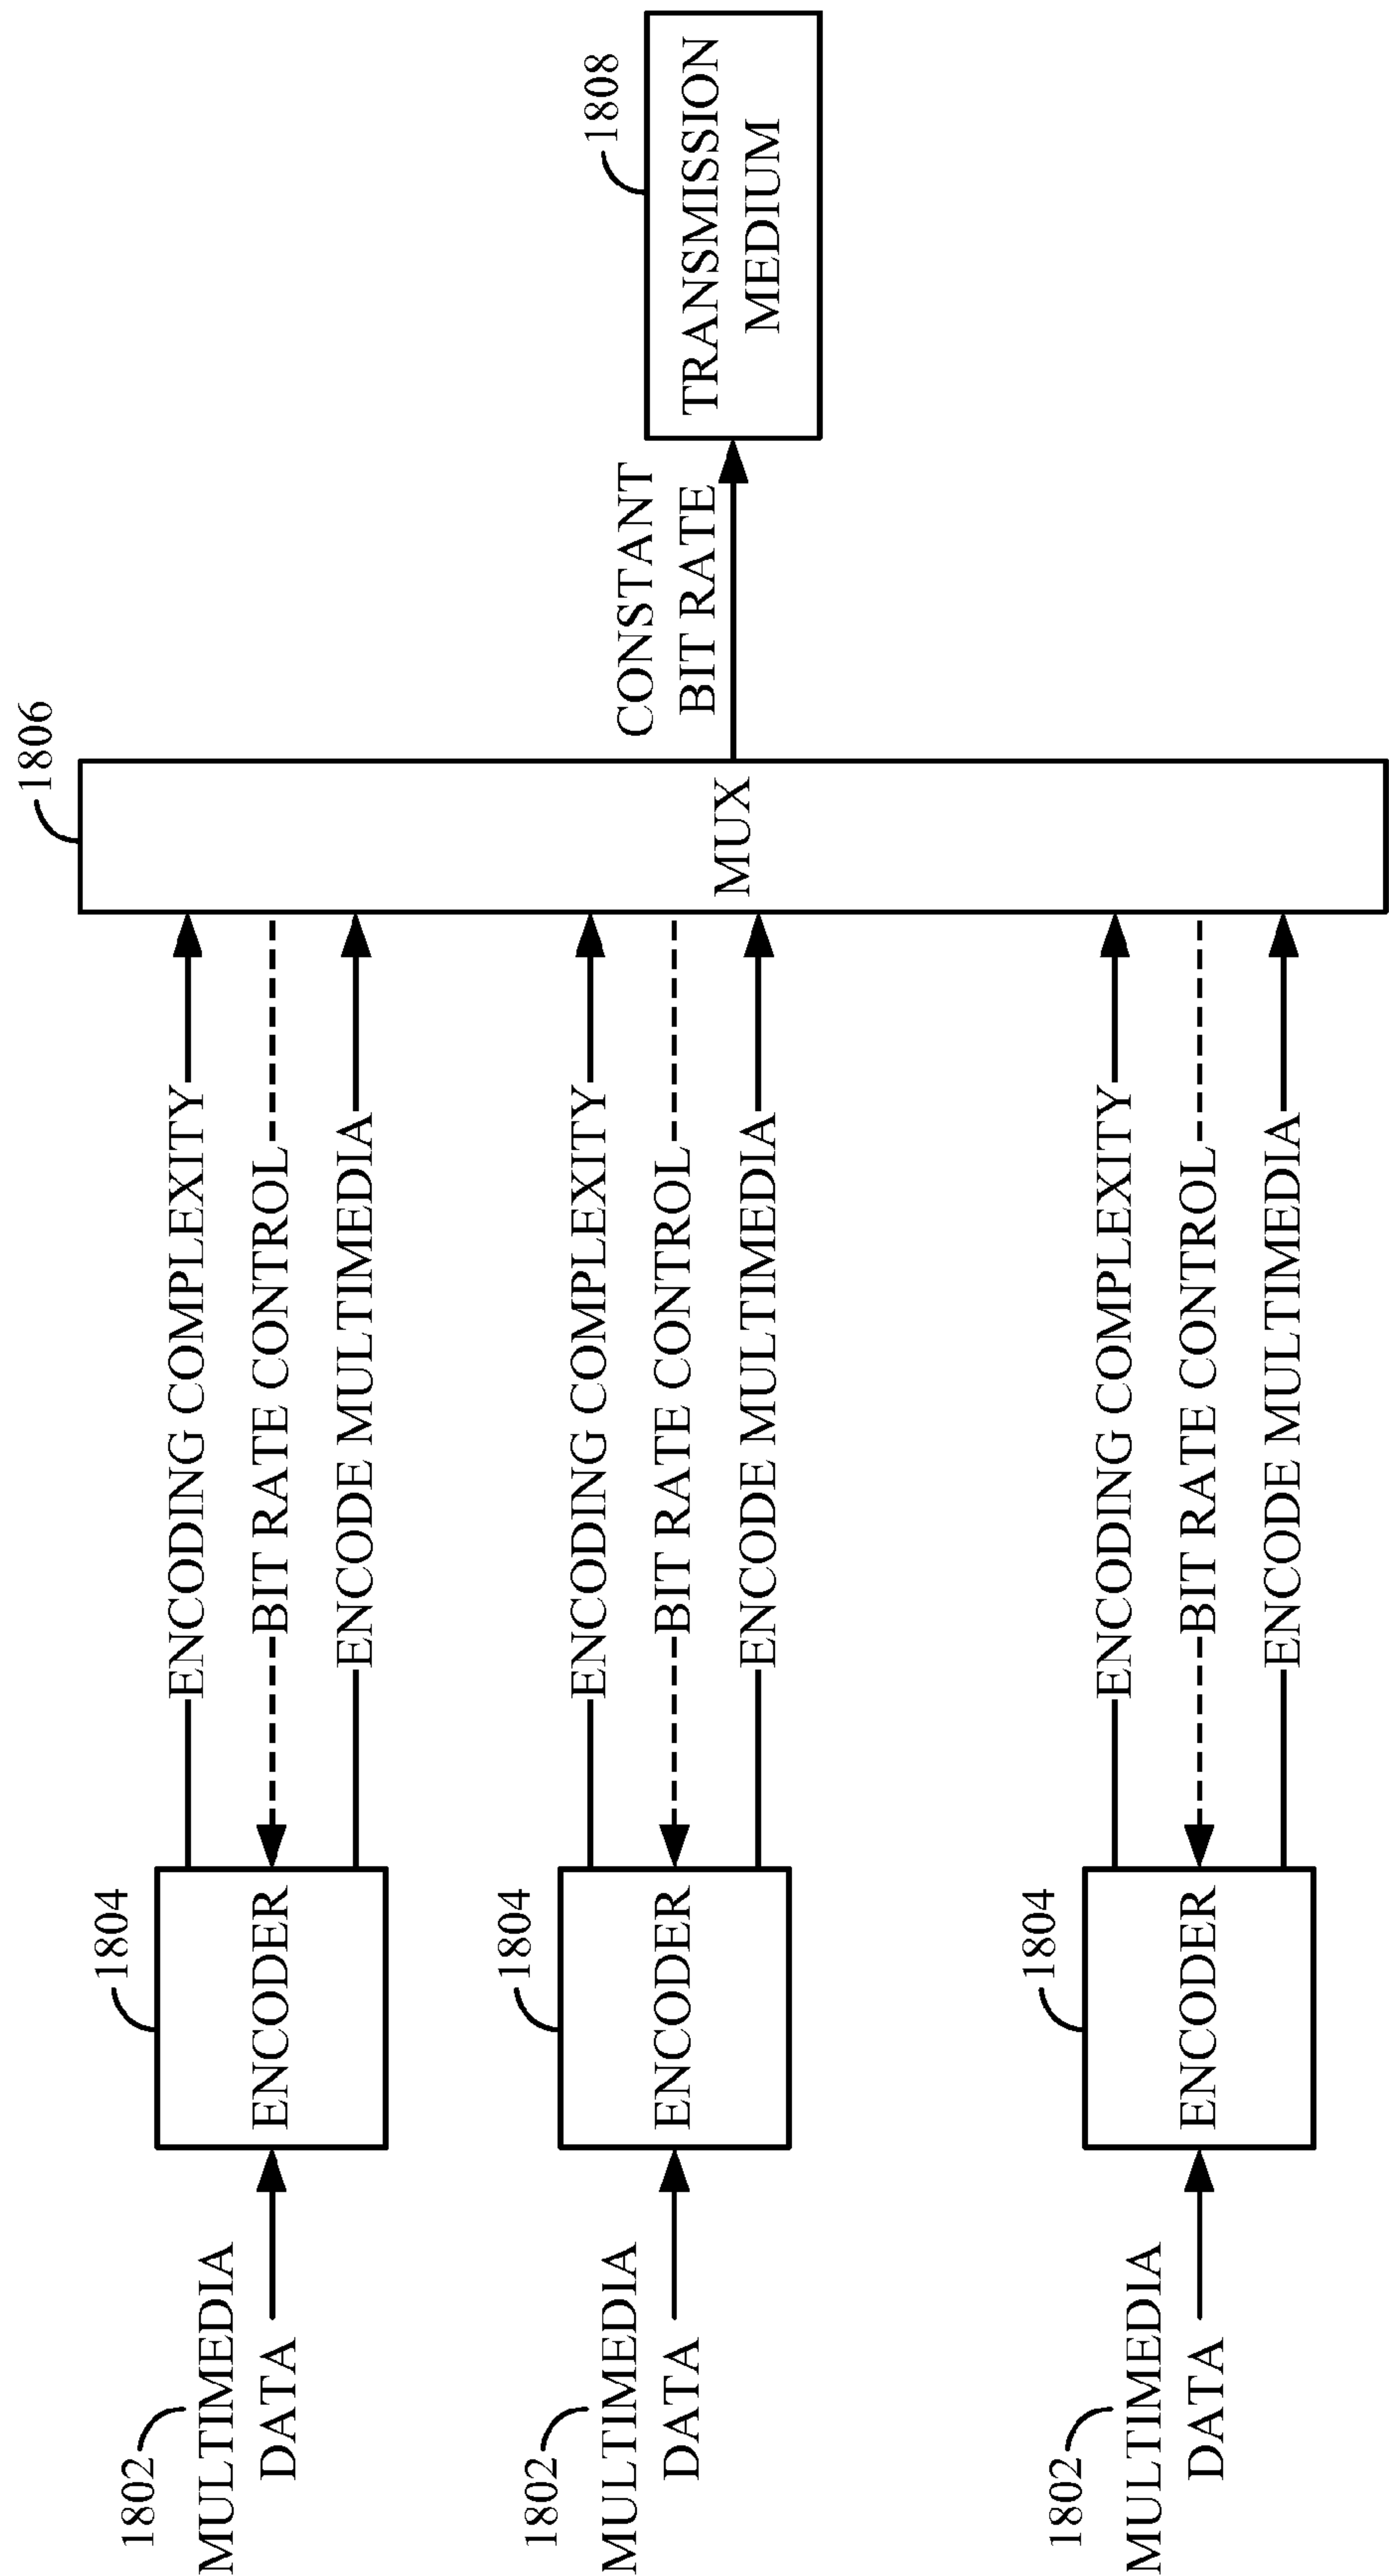 1802
MULTIMEDIA
DATA
1804
ENCODER
ENCODING COMPLEXITY
BIT RATE CONTROL
ENCODE MULTIMEDIA
1802
MULTIMEDIA
DATA
1804
ENCODER
ENCODING COMPLEXITY
BIT RATE CONTROL
ENCODE MULTIMEDIA
1802
MULTIMEDIA
DATA
1804
ENCODER
ENCODING COMPLEXITY
BIT RATE CONTROL
ENCODE MULTIMEDIA
1806
MUX
CONSTANT
BIT RATE
1808
TRANSMISSION
MEDIUM